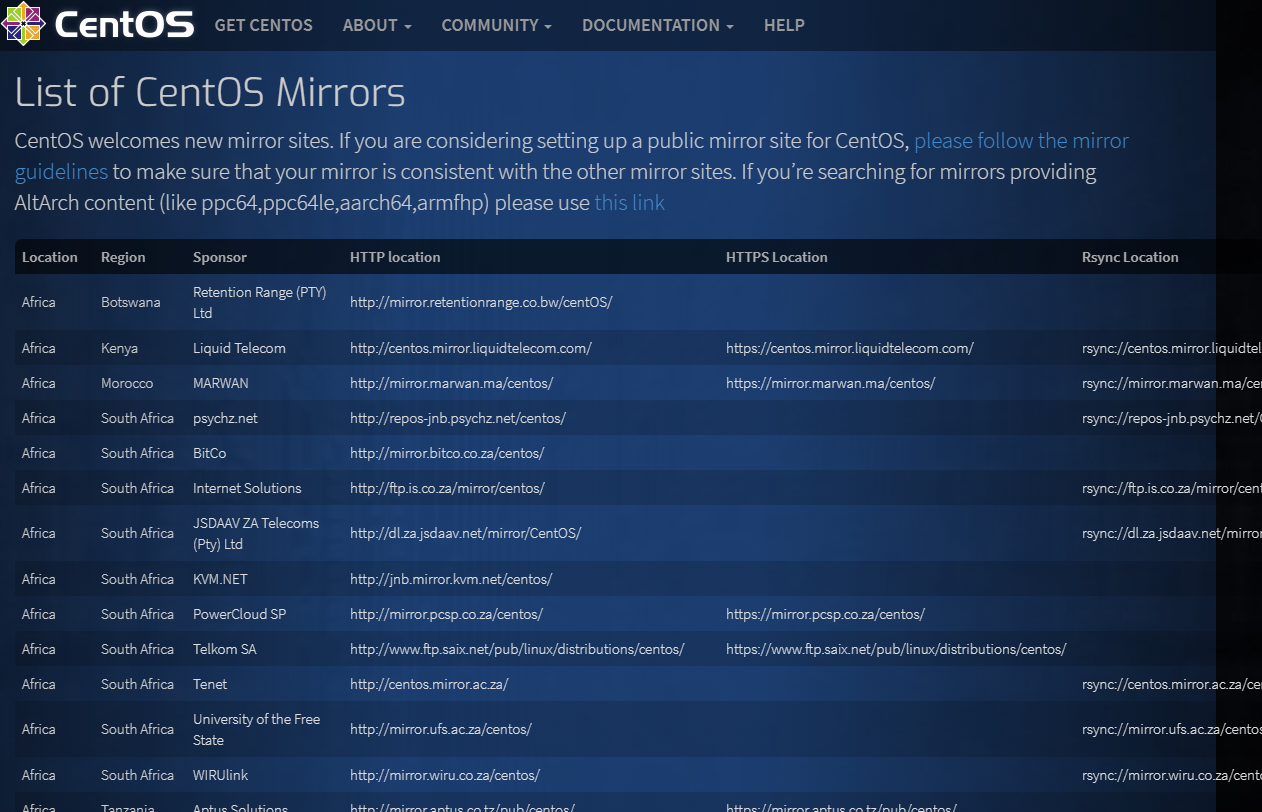 CentOS GET CENTOS ABOUT COMMUNITY DOCUMENTATION HELP
List of CentOS Mirrors
CentOS welcomes new mirror sites. If you are considering setting up a public mirror site for CentOS, please follow the mirror
guidelines to make sure that your mirror is consistent with the other mirror sites. If you’re searching for mirrors providing
AltArch content (like ppc64,ppc64le,aarch64,armfhp) please use this link
Location Region Sponsor HTTP location HTTPS Location Rsync Location
Africa Botswana Retention Range (PTY) Ltd http://mirror.retentionrange.co.bw/centOS/
Africa Kenya Liquid Telecom http://centos.mirror.liquidtelecom.com/ https://centos.mirror.liquidtelecom.com/ rsync://centos.mirror.liquidtel
Africa Morocco MARWAN http://mirror.marwan.ma/centos/ https://mirror.marwan.ma/centos/ rsync://mirror.marwan.ma/ce
Africa South Africa psychz.net http://repos-jnb.psychz.net/centos/ rsync://repos-jnb.psychz.net/
Africa South Africa BitCo http://mirror.bitco.co.za/centos/
Africa South Africa Internet Solutions http://ftp.is.co.za/mirror/centos/ rsync://ftp.is.co.za/mirror/cent
Africa South Africa JSDAAV ZA Telecoms (Pty) Ltd http://dl.za.jsdaav.net/mirror/CentOS/ rsync://dl.za.jsdaav.net/mirror
Africa South Africa KVM.NET http://jnb.mirror.kvm.net/centos/
Africa South Africa PowerCloud SP http://mirror.pcsp.co.za/centos/ https://mirror.pcsp.co.za/centos/
Africa South Africa Telkom SA http://www.ftp.saix.net/pub/linux/distributions/centos/ https://www.ftp.saix.net/pub/linux/distributions/centos/
Africa South Africa Tenet http://centos.mirror.ac.za/ rsync://centos.mirror.ac.za/ce
Africa South Africa University of the Free State http://mirror.ufs.ac.za/centos/ rsync://mirror.ufs.ac.za/centos
Africa South Africa WIRUlink http://mirror.wiru.co.za/centos/ rsync://mirror.wiru.co.za/cent
Africa Tanzania Aptus Solutions http://mirror.aptus.co.tz/pub/centos/ https://mirror.aptus.co.tz/pub/centos/